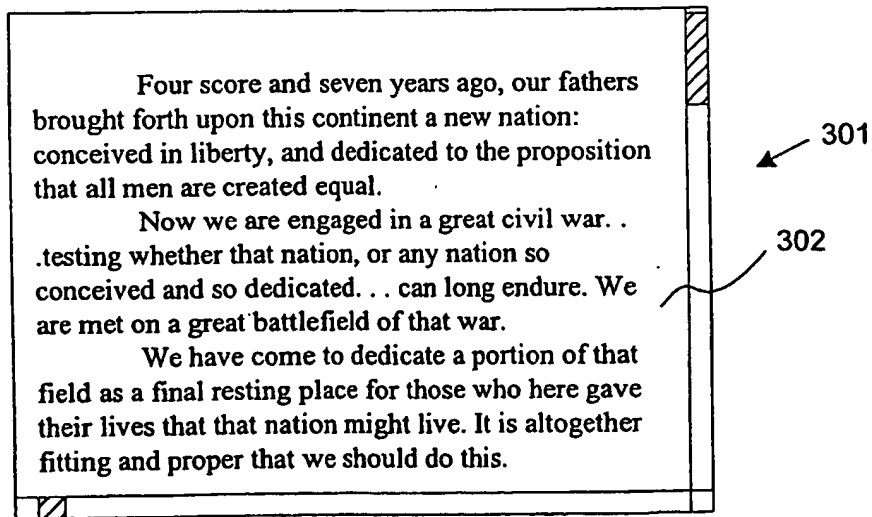 Four score and seven years ago, our fathers
brought forth upon this continent a new nation:
conceived in liberty, and dedicated to the proposition
that all men are created equal.
Now we are engaged in a great civil war. .
.testing whether that nation, or any nation so
conceived and so dedicated. . . can long endure. We
are met on a great battlefield of that war.
We have come to dedicate a portion of that
field as a final resting place for those who here gave
their lives that that nation might live. It is altogether
fitting and proper that we should do this.
301
302